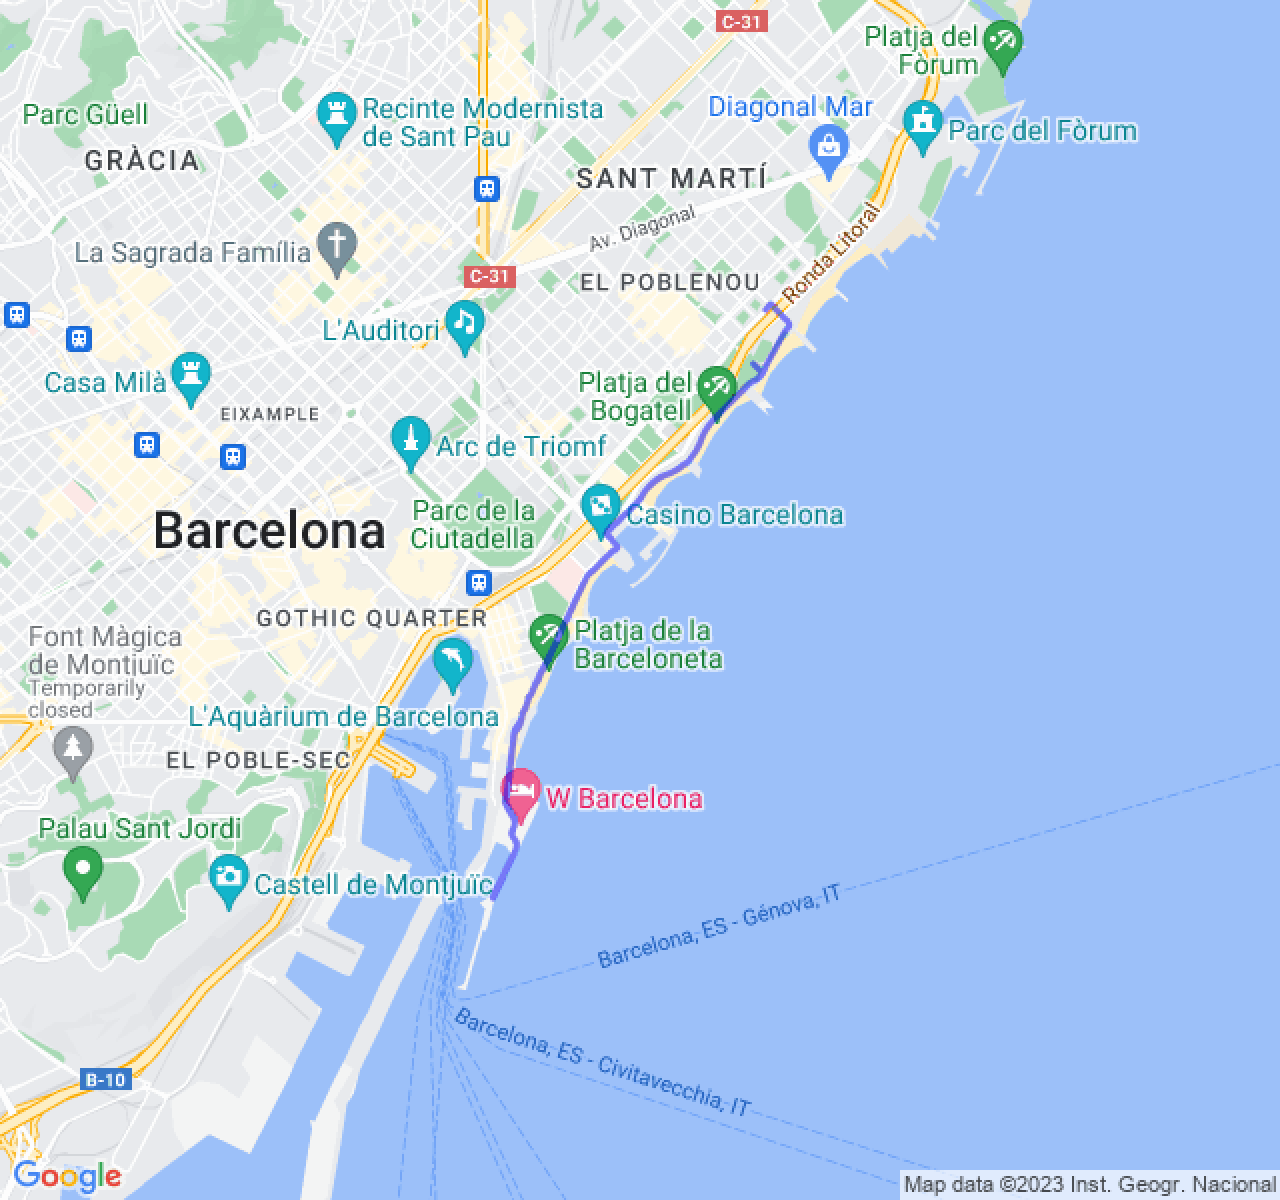 C-31
Platja del
Fòrum
Parc Güell
Recinte Modernista
de Sant Pau
Diagonal Mar
Parc del Fòrum
GRÀCIA
SANT MARTÍ
Av. Diagonal
Ronda Litoral
La Sagrada Família
C-31
EL POBLENOU
L'Auditori
Casa Milà
Platja del
Bogatell
EIXAMPLE
Arc de Triomf
Parc de la
Ciutadella
Casino Barcelona
Barcelona
GOTHIC QUARTER
Font Màgica
de Montjuïc
Temporarily
closed
Platja de la
Barceloneta
L'Aquàrium de Barcelona
EL POBLE-SEC
W Barcelona
Palau Sant Jordi
Castell de Montjuïc
Barcelona, ES - Génova, IT
Barcelona, ES - Civitavecchia, IT
B-10
Google
Map data ©2023 Inst. Geogr. Nacional